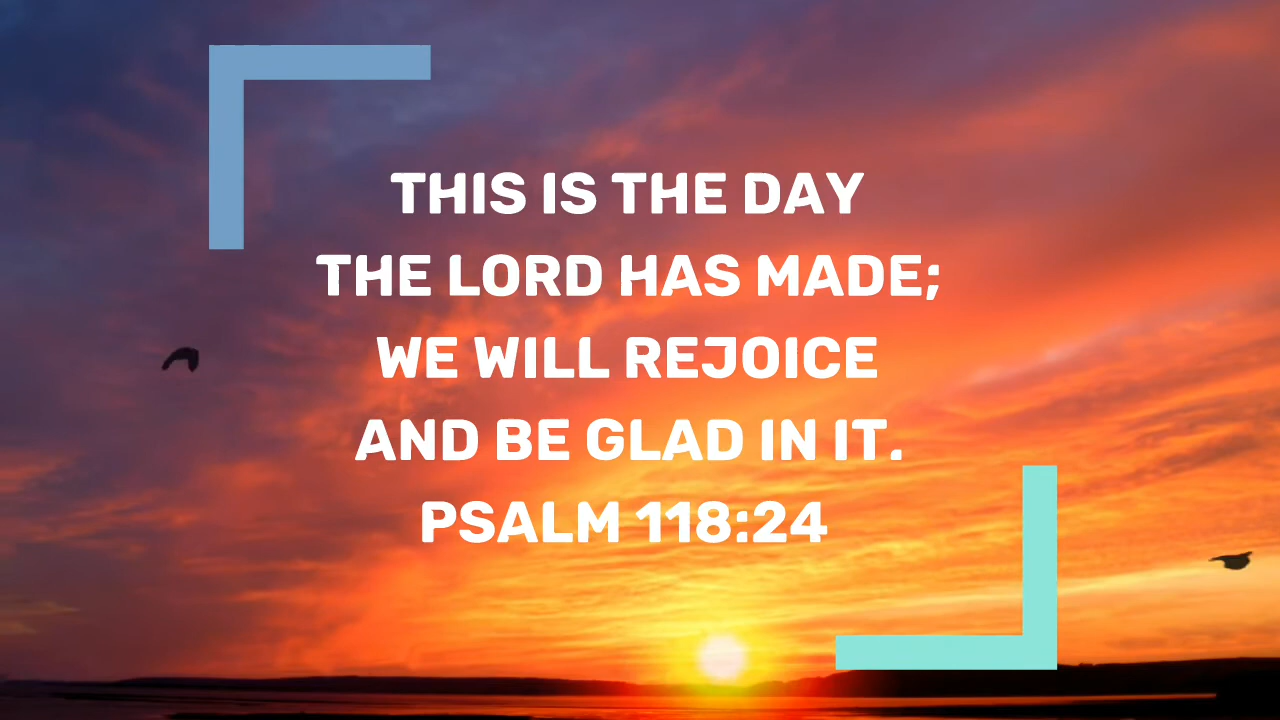 THIS IS THE DAY
THE LORD HAS MADE;
WE WILL REJOICE
AND BE GLAD IN IT.
PSALM 118:24